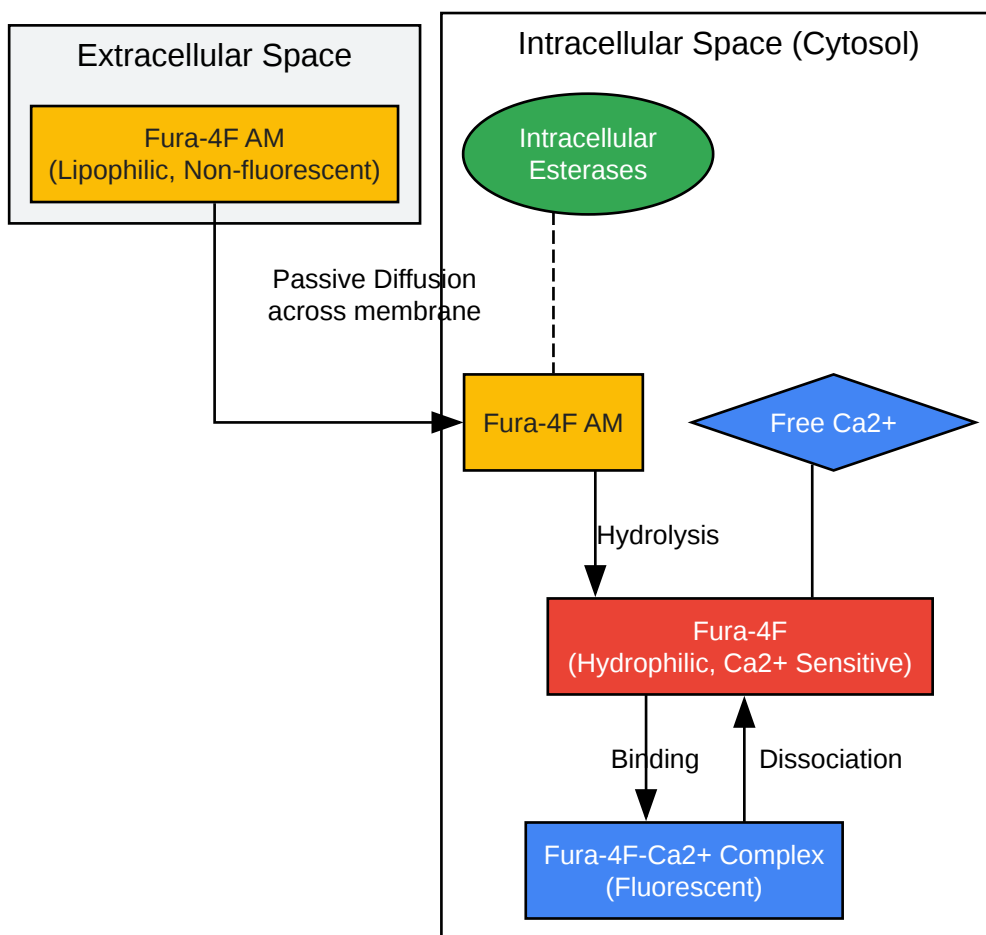 Extracellular Space
Fura-4F AM
(Lipophilic, Non-fluorescent)
Intracellular Space (Cytosol)
Intracellular
Esterases
Passive Diffusion
across membrane
Fura-4F AM
Free Ca2+
Hydrolysis
Fura-4F
(Hydrophilic, Ca2+ Sensitive)
Binding
Dissociation
Fura-4F-Ca2+ Complex
(Fluorescent)